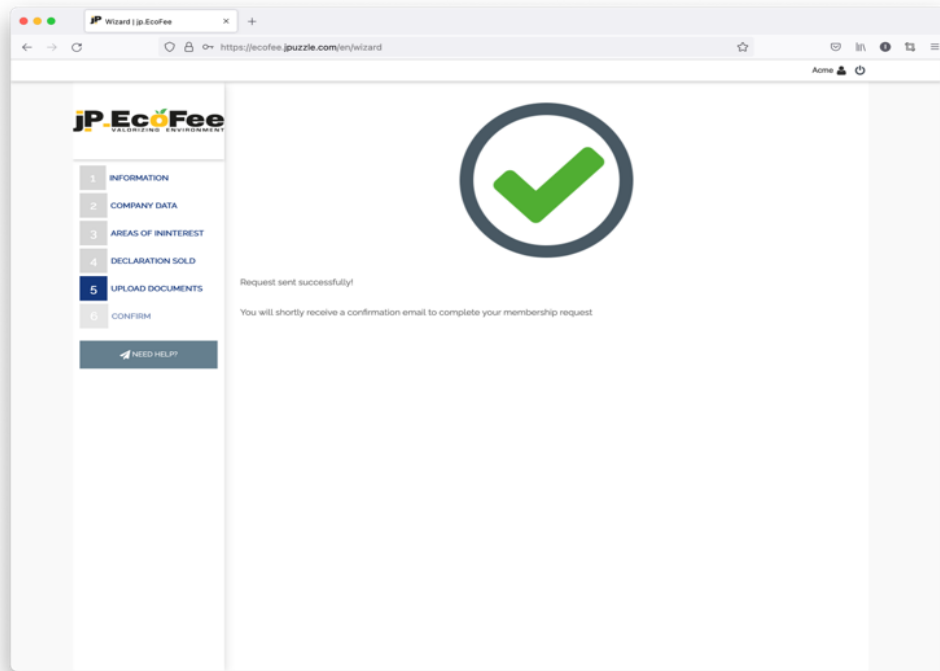 jP Wizard | jp.EcoFee
https://ecofee.jpuzzle.com/en/wizard
Acme
jP.EcoFee
VALORIZING ENVIRONMENT
1 INFORMATION
2 COMPANY DATA
3 AREAS OF ININTEREST
4 DECLARATION SOLD
5 UPLOAD DOCUMENTS
6 CONFIRM
NEED HELP?
Request sent successfully!
You will shortly receive a confirmation email to complete your membership request